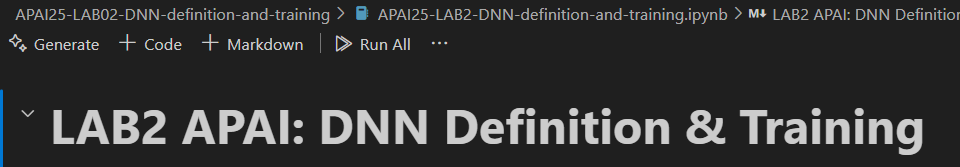 APAI25-LAB02-DNN-definition-and-training > APAI25-LAB2-DNN-definition-and-training.ipynb > M↓ LAB2 APAI: DNN Definition
Generate + Code + Markdown Run All ...
LAB2 APAI: DNN Definition & Training